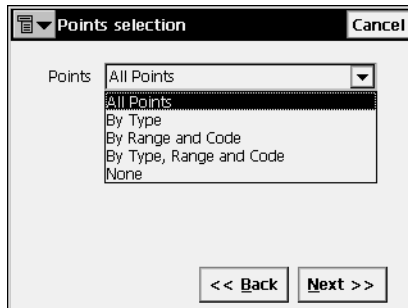 Points selection Cancel
Points All Points
All Points
By Type
By Range and Code
By Type, Range and Code
None
<< Back Next >>